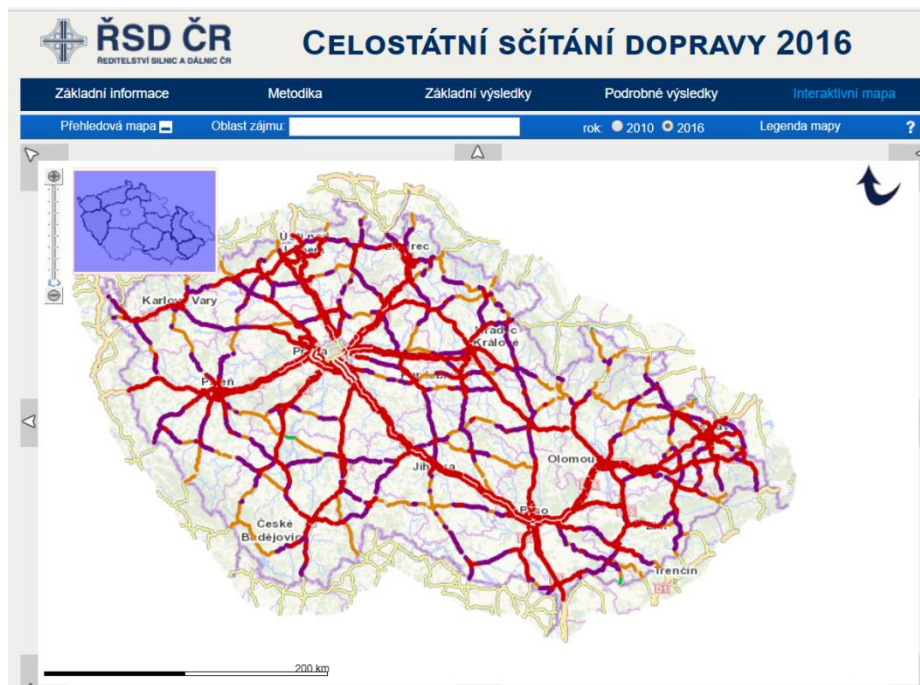 ŘSD ČR
ŘEDITELSTVÍ SILNIC A DÁLNIC ČR
CELOSTÁTNÍ SČÍTÁNÍ DOPRAVY 2016
Základní informace Metodika Základní výsledky Podrobné výsledky Interaktivní mapa
Přehledová mapa Oblast zájmu: rok: 2010 2016 Legenda mapy ?
Karlovy Vary
Hradec
Králové
Plzeň
Olomouc
Jihlava
Brno
České
Budějovice
Trenčín
D1
200 km